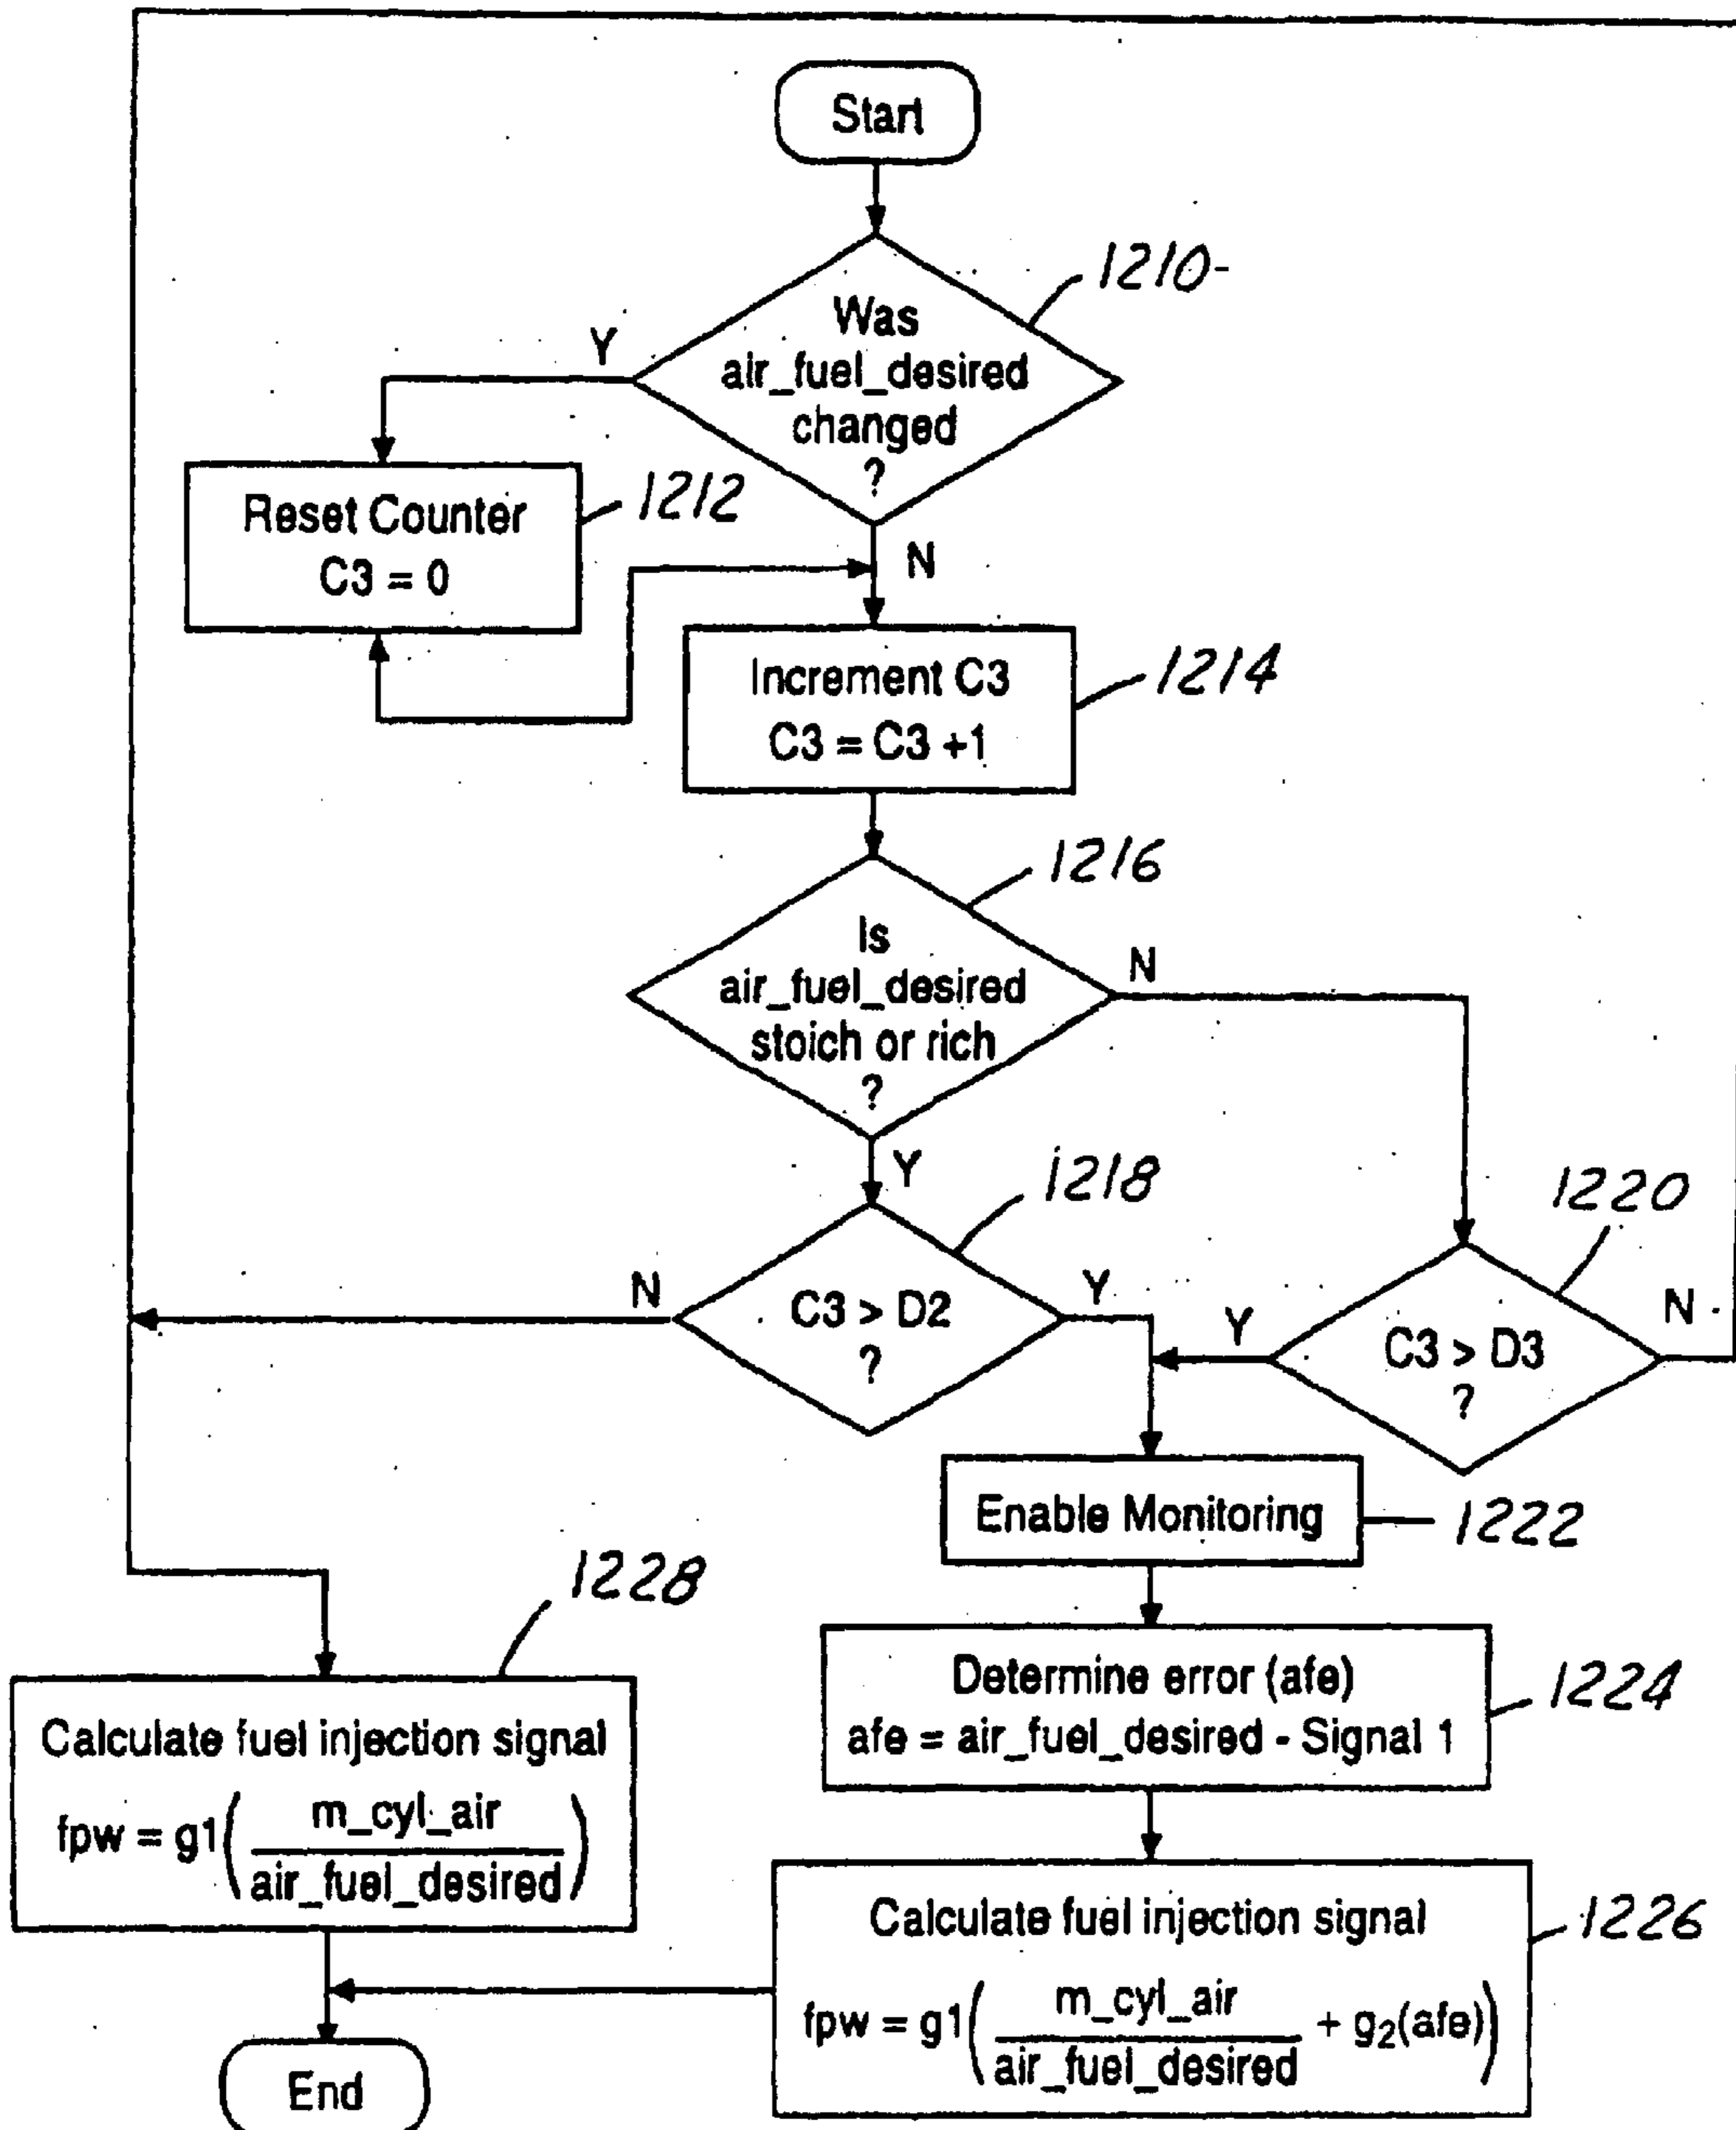 Start
1210
Was
air_fuel_desired
changed
?
Y
N
Reset Counter
C3 = 0
1212
Increment C3
C3 = C3 +1
1214
1216
Is
air_fuel_desired
stoich or rich
?
N
Y
1218
C3 > D2
?
N
Y
1220
C3 > D3
?
Y
N
Enable Monitoring
1222
1228
Calculate fuel injection signal
fpw = g1(m_cyl_air / air_fuel_desired)
Determine error (afe)
afe = air_fuel_desired - Signal 1
1224
Calculate fuel injection signal
fpw = g1(m_cyl_air / air_fuel_desired + g2(afe))
1226
End